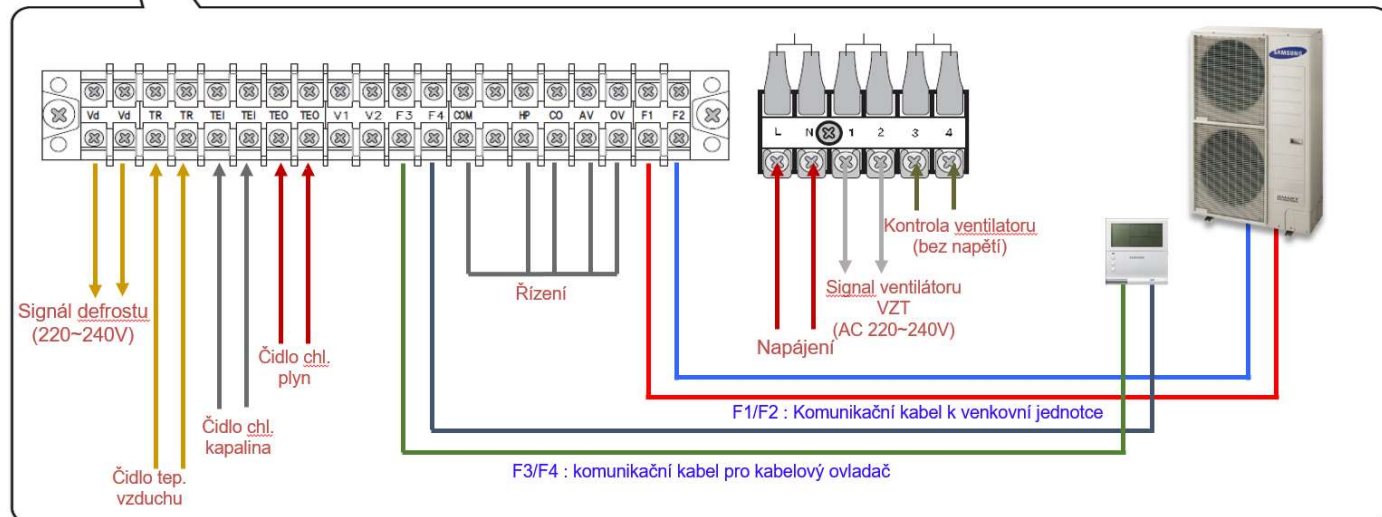 SAMSUNG
Vd Vd TR TR TEI TEI TEO TEO V1 V2 F3 F4 COM HP CO AV OV F1 F2
L N 1 2 3 4
Kontrola ventilatoru
(bez napětí)
Signál defrostu
(220~240V)
Řízení
Signal ventilátoru
VZT
(AC 220~240V)
Napájení
Čidlo chl.
plyn
F1/F2 : Komunikační kabel k venkovní jednotce
Čidlo chl.
kapalina
Čidlo tep.
vzduchu
F3/F4 : komunikační kabel pro kabelový ovladač